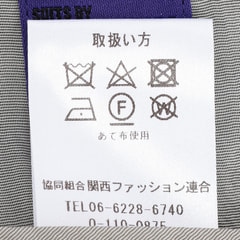 SUITS BY
取扱い方
F
W
あて布使用
協同組合関西ファッション連合
TEL06-6228-6740
0-110-0875